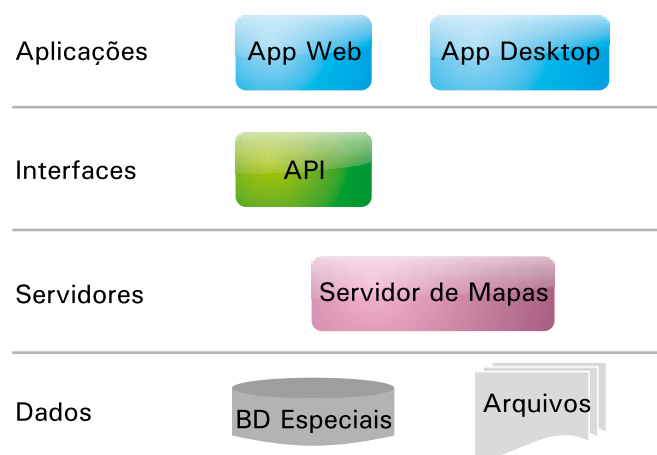 Aplicações
App Web
App Desktop
Interfaces
API
Servidores
Servidor de Mapas
Dados
BD Especiais
Arquivos